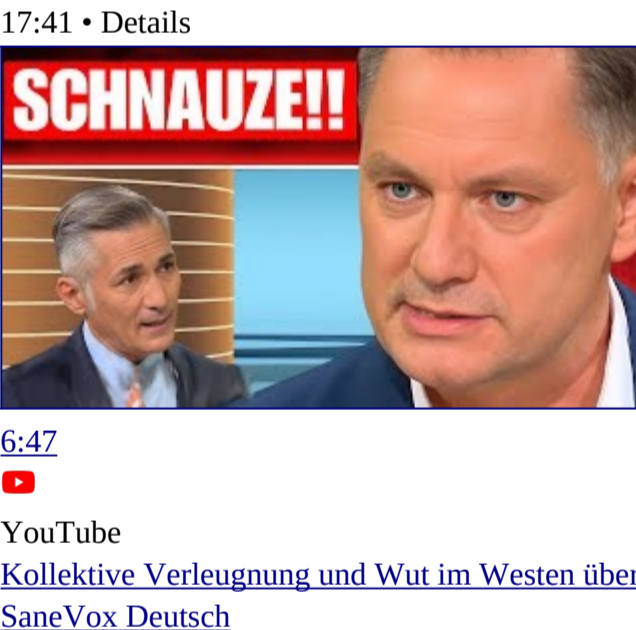 17:41 • Details
SCHNAUZE!!
6:47
YouTube
Kollektive Verleugnung und Wut im Westen über
SaneVox Deutsch